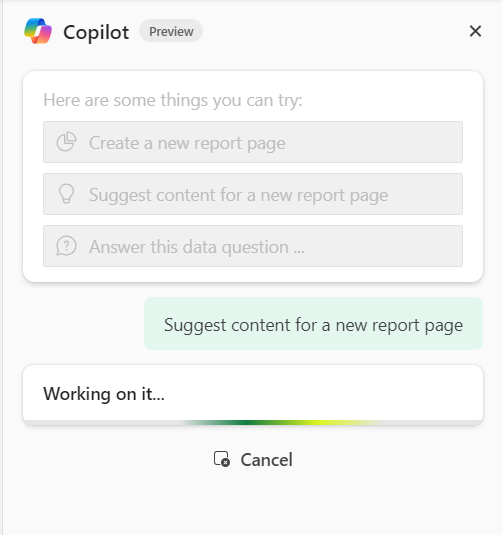 Copilot Preview
Here are some things you can try:
Create a new report page
Suggest content for a new report page
Answer this data question ...
Suggest content for a new report page
Working on it...
Cancel